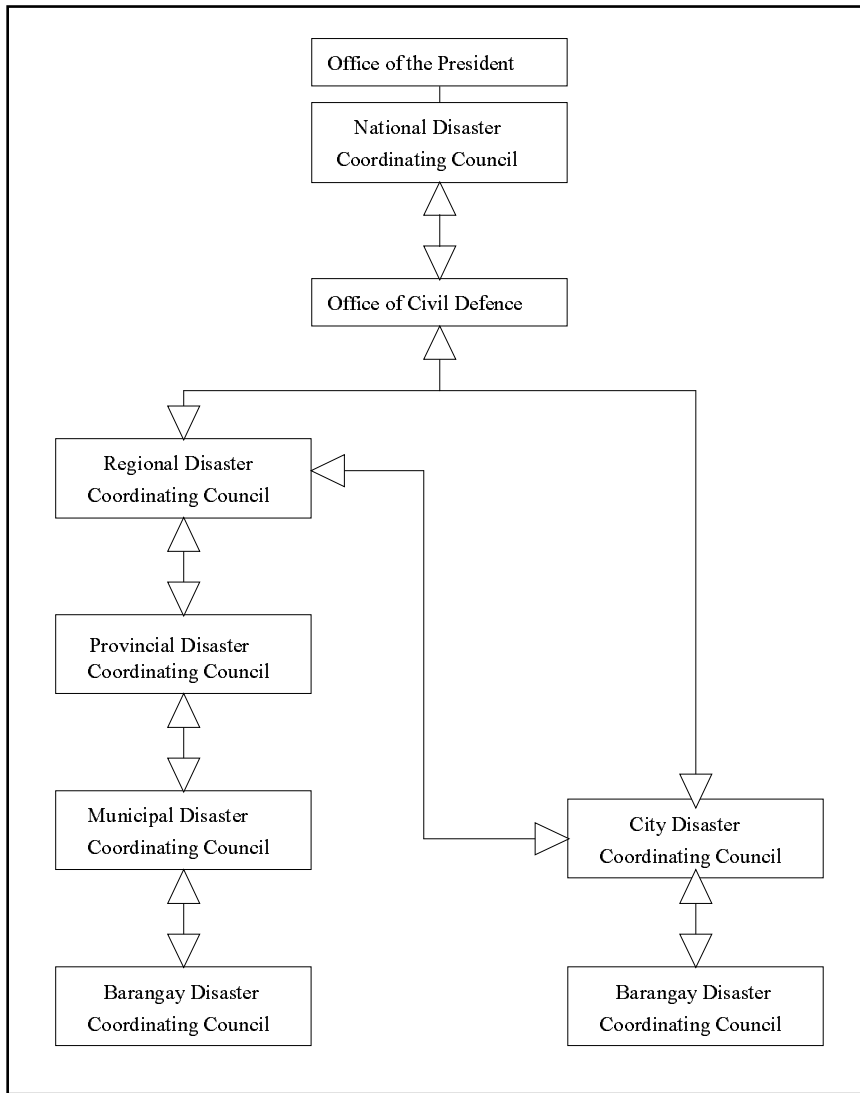 Office of the President
National Disaster
Coordinating Council
Office of Civil Defence
Regional Disaster
Coordinating Council
Provincial Disaster
Coordinating Council
Municipal Disaster
Coordinating Council
City Disaster
Coordinating Council
Barangay Disaster
Coordinating Council
Barangay Disaster
Coordinating Council